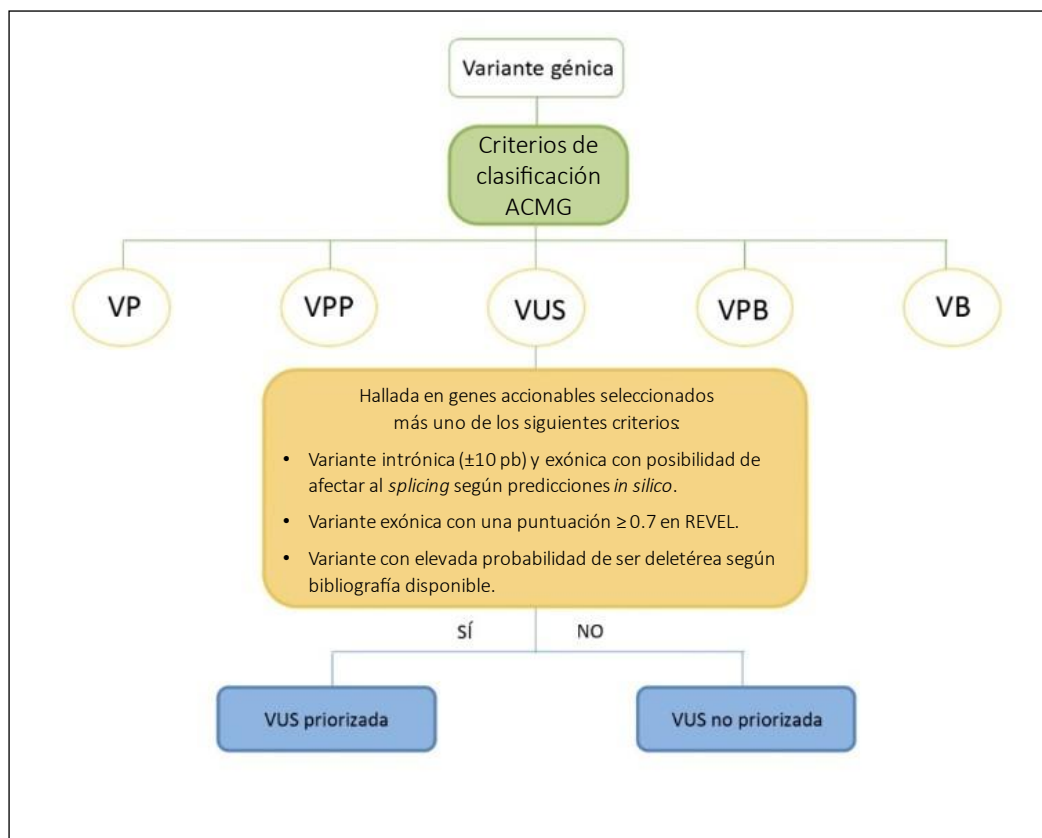 Variante génica
Criterios de
clasificación
ACMG
VP
VPP
VUS
VPB
VB
Hallada en genes accionables seleccionados
más uno de los siguientes criterios:
• Variante intrónica (±10 pb) y exónica con posibilidad de
afectar al splicing según predicciones in silico.
• Variante exónica con una puntuación ≥ 0.7 en REVEL.
• Variante con elevada probabilidad de ser deletérea según
bibliografía disponible.
SÍ
NO
VUS priorizada
VUS no priorizada